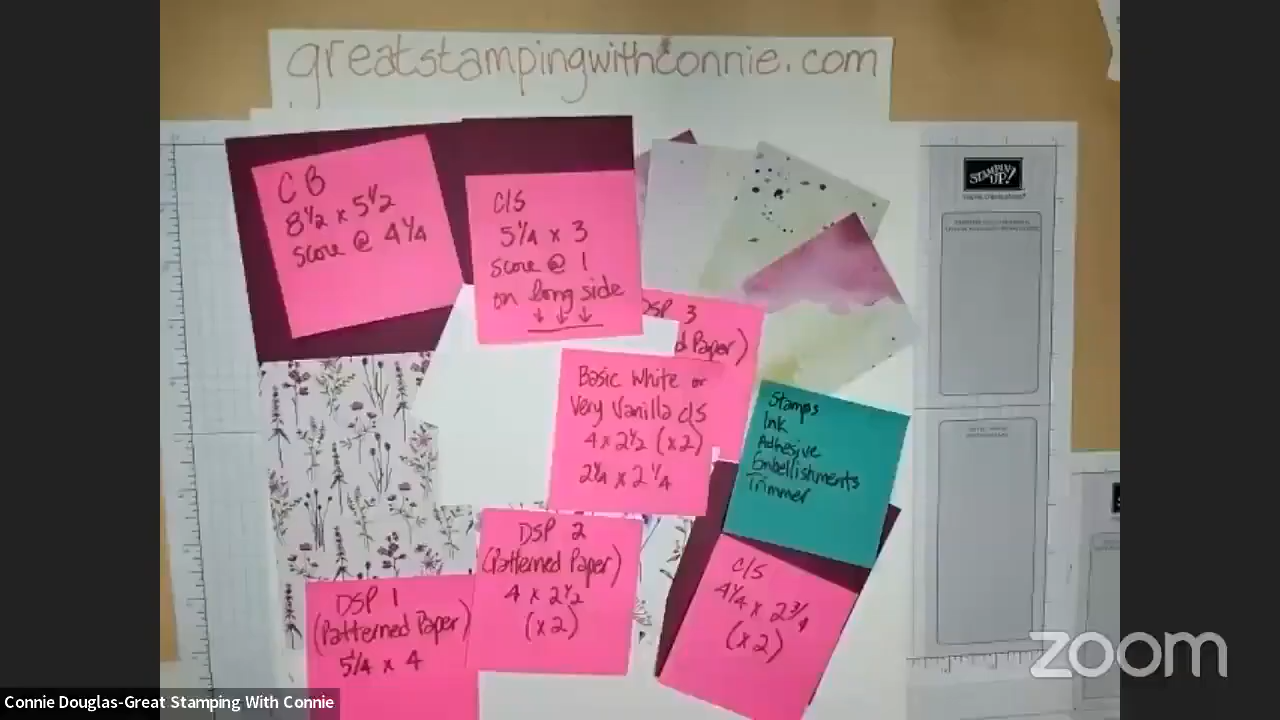 greatstampingwithconnie.com
CB
8½ x 5½
score @ 4¼
C/S
5¼ x 3
score @ 1
on long side
↓ ↓ ↓
STAMPIN' UP!
DSP 3
d Paper)
Basic White or
Very Vanilla C/S
4 x 2½ (x2)
2¼ x 2¼
Stamps
Ink
Adhesive
Embellishments
Trimmer
DSP 2
(Patterned Paper)
4 x 2½
(x2)
C/S
4¼ x 2¾
(x2)
DSP 1
(Patterned Paper)
5¼ x 4
zoom
Connie Douglas-Great Stamping With Connie